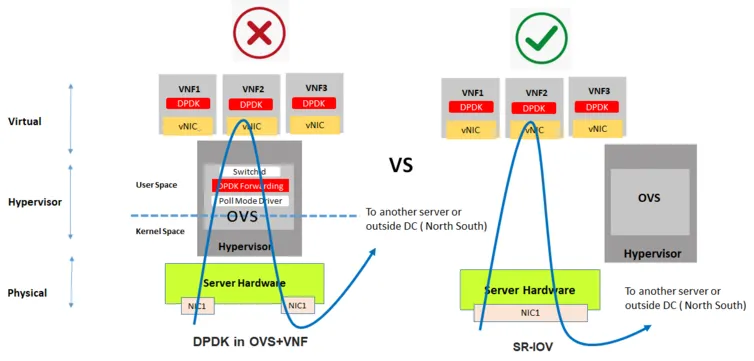 VNF1
VNF2
VNF3
DPDK
DPDK
DPDK
vNIC_
vNIC
vNIC
Virtual
Hypervisor
Physical
User Space
Kernel Space
Switchid
DPDK Forwarding
Poll Mode Driver
OVS
Hypervisor
Server Hardware
NIC1
NIC1
DPDK in OVS+VNF
To another server or
outside DC ( North South)
VS
VNF1
VNF2
VNF3
DPDK
DPDK
DPDK
vNIC
vNIC
vNIC
OVS
Hypervisor
Server Hardware
NIC1
SR-IOV
To another server or
outside DC ( North South)